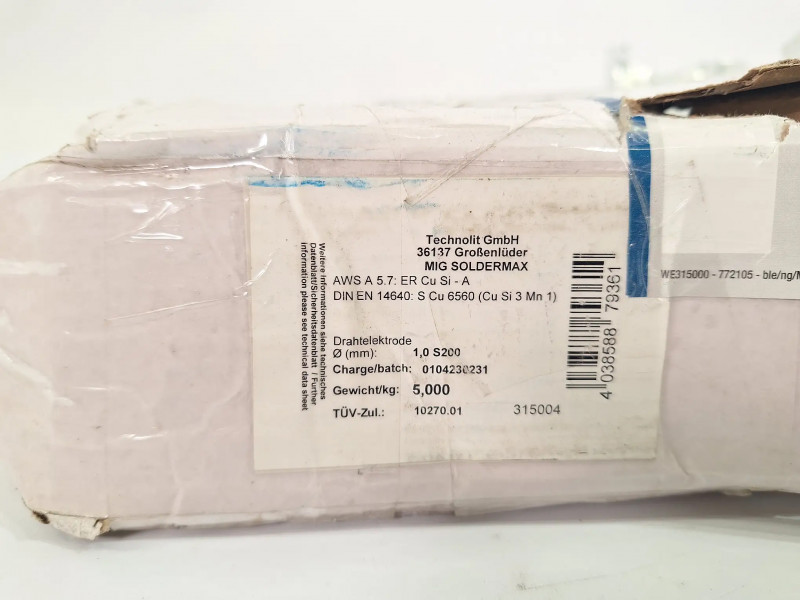 Technolit GmbH
36137 Großenlüder
MIG SOLDERMAX
AWS A 5.7: ER Cu Si - A
DIN EN 14640: S Cu 6560 (Cu Si 3 Mn 1)
Drahtelektrode
Ø (mm): 1,0 S200
Charge/batch: 0104230231
Gewicht/kg: 5,000
TÜV-Zul.: 10270.01
315004
Weitere Informationen siehe technisches
Datenblatt/Sicherheitsdatenblatt / Further
information please see technical data sheet
4 038588 79361
WE315000 - 772105 - ble/ng/M